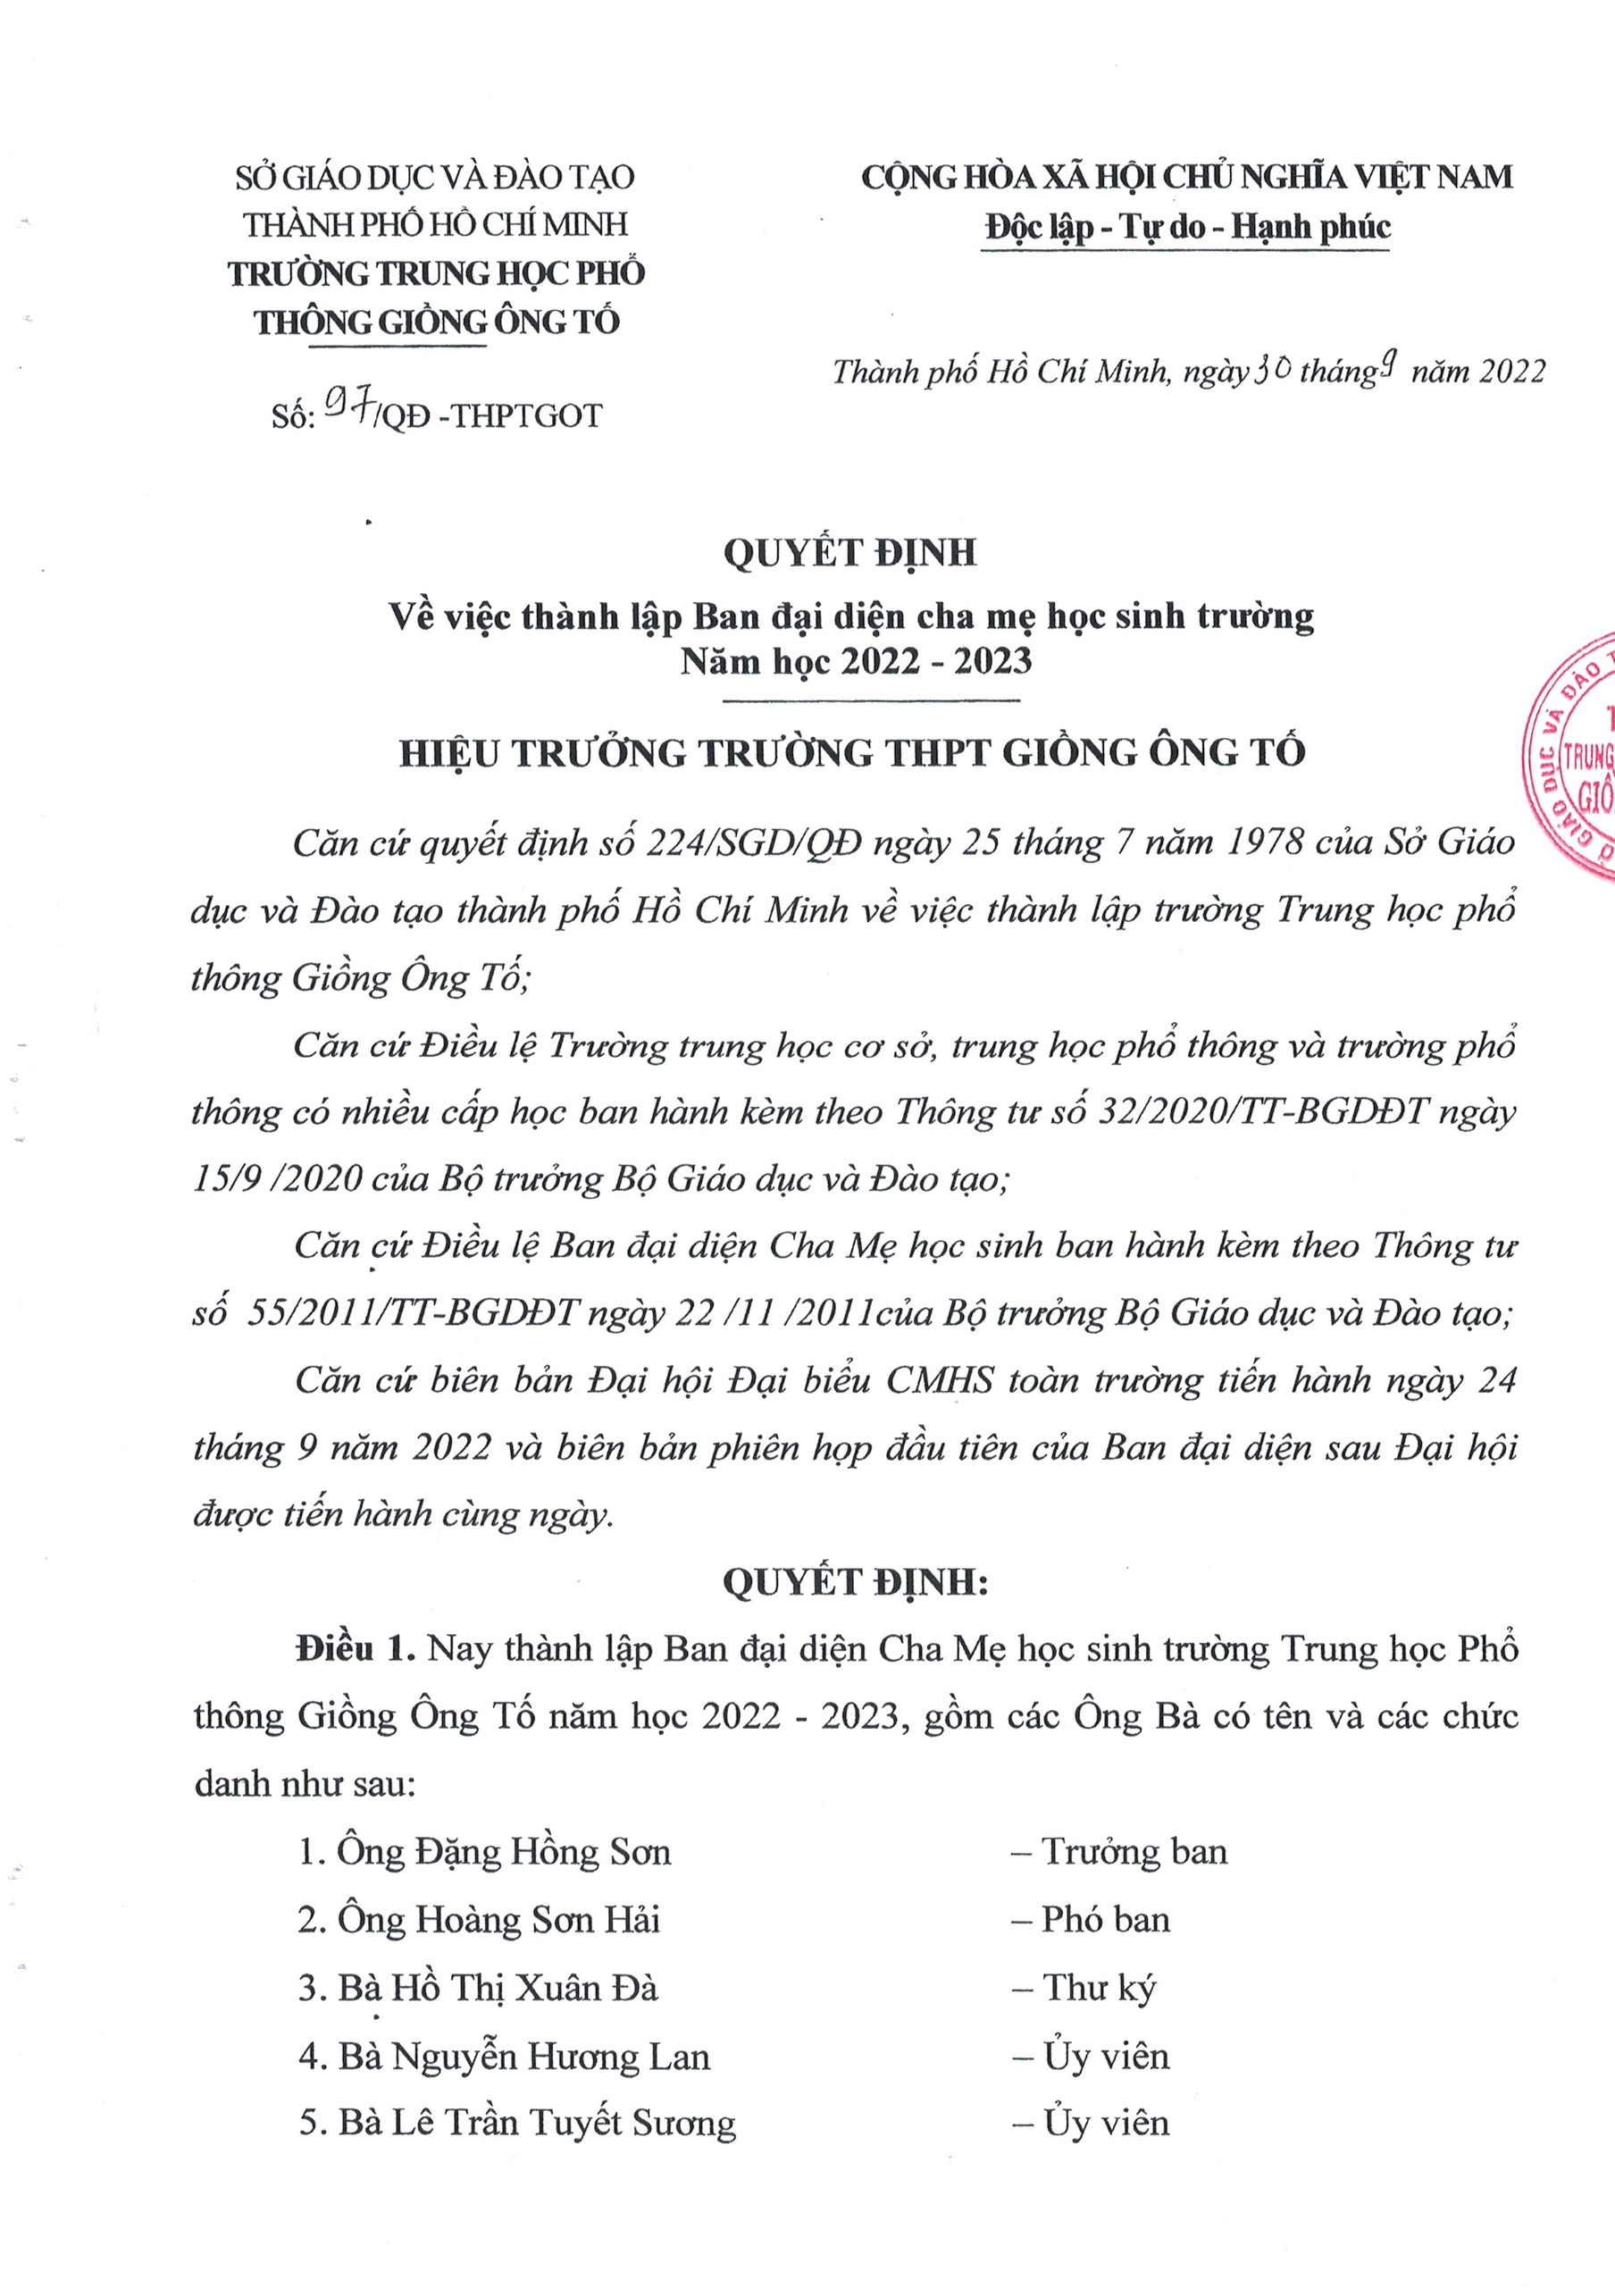 SỞ GIÁO DỤC VÀ ĐÀO TẠO
THÀNH PHỐ HỒ CHÍ MINH
TRƯỜNG TRUNG HỌC PHỔ
THÔNG GIỒNG ÔNG TỐ
Số: 97/QĐ -THPTGOT
CỘNG HÒA XÃ HỘI CHỦ NGHĨA VIỆT NAM
Độc lập - Tự do - Hạnh phúc
Thành phố Hồ Chí Minh, ngày 30 tháng 9 năm 2022
QUYẾT ĐỊNH
Về việc thành lập Ban đại diện cha mẹ học sinh trường
Năm học 2022 - 2023
HIỆU TRƯỞNG TRƯỜNG THPT GIỒNG ÔNG TỐ
GIÁO DỤC VÀ ĐÀO
TRUNG
Căn cứ quyết định số 224/SGD/QĐ ngày 25 tháng 7 năm 1978 của Sở Giáo
dục và Đào tạo thành phố Hồ Chí Minh về việc thành lập trường Trung học phổ
thông Giồng Ông Tố;
Căn cứ Điều lệ Trường trung học cơ sở, trung học phổ thông và trường phổ
thông có nhiều cấp học ban hành kèm theo Thông tư số 32/2020/TT-BGDĐT ngày
15/9 /2020 của Bộ trưởng Bộ Giáo dục và Đào tạo;
Căn cứ Điều lệ Ban đại diện Cha Mẹ học sinh ban hành kèm theo Thông tư
số 55/2011/TT-BGDĐT ngày 22 /11 /2011của Bộ trưởng Bộ Giáo dục và Đào tạo;
Căn cứ biên bản Đại hội Đại biểu CMHS toàn trường tiến hành ngày 24
tháng 9 năm 2022 và biên bản phiên họp đầu tiên của Ban đại diện sau Đại hội
được tiến hành cùng ngày.
QUYẾT ĐỊNH:
Điều 1. Nay thành lập Ban đại diện Cha Mẹ học sinh trường Trung học Phổ
thông Giồng Ông Tố năm học 2022 - 2023, gồm các Ông Bà có tên và các chức
danh như sau:
1. Ông Đặng Hồng Sơn – Trưởng ban
2. Ông Hoàng Sơn Hải – Phó ban
3. Bà Hồ Thị Xuân Đà – Thư ký
4. Bà Nguyễn Hương Lan – Ủy viên
5. Bà Lê Trần Tuyết Sương – Ủy viên